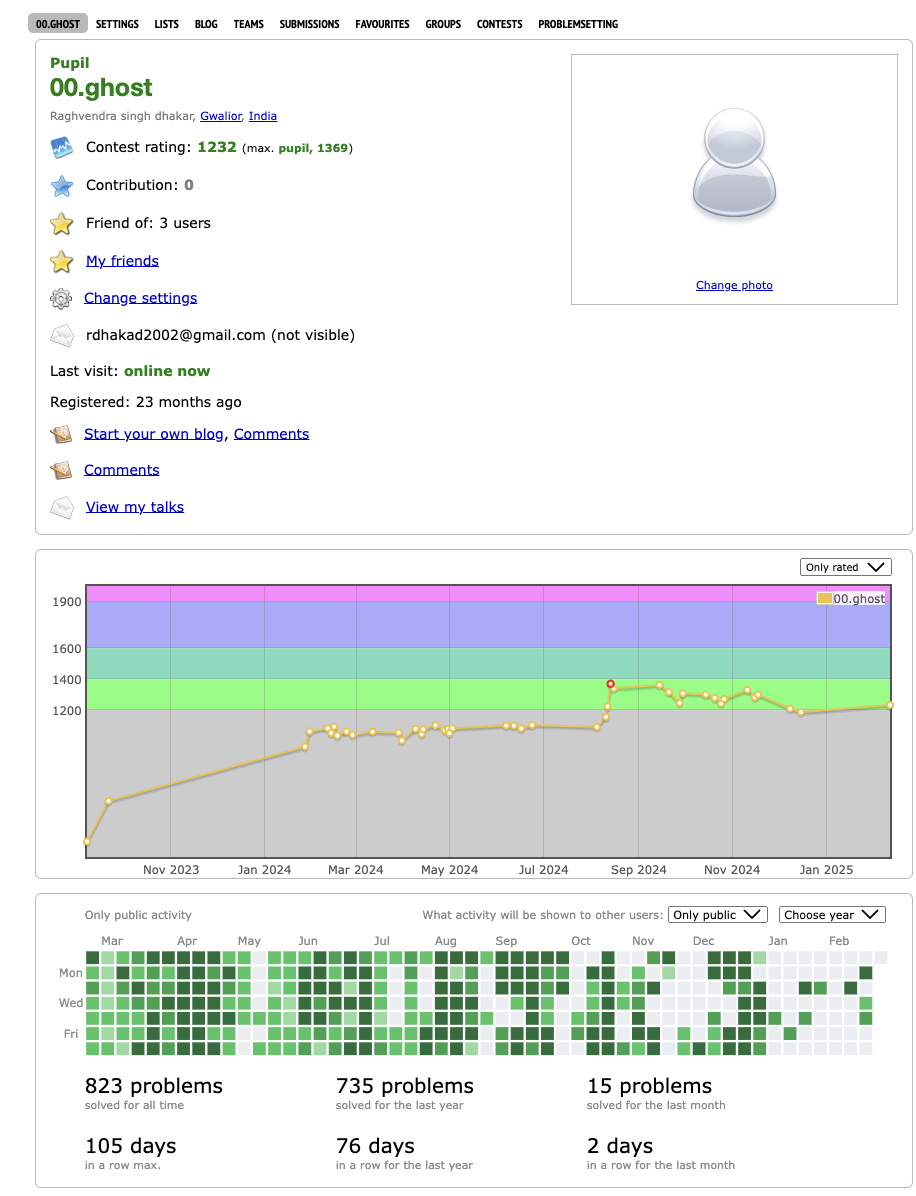 00.GHOST SETTINGS LISTS BLOG TEAMS SUBMISSIONS FAVOURITES GROUPS CONTESTS PROBLEMSETTING
Pupil
00.ghost
Raghvendra singh dhakar, Gwalior, India
Contest rating: 1232 (max. pupil, 1369)
Contribution: 0
Friend of: 3 users
My friends
Change settings
rdhakad2002@gmail.com (not visible)
Last visit: online now
Registered: 23 months ago
Start your own blog, Comments
Comments
View my talks
Change photo
Only rated
00.ghost
1900
1600
1400
1200
Nov 2023 Jan 2024 Mar 2024 May 2024 Jul 2024 Sep 2024 Nov 2024 Jan 2025
Only public activity What activity will be shown to other users: Only public Choose year
Mar Apr May Jun Jul Aug Sep Oct Nov Dec Jan Feb
Mon
Wed
Fri
823 problems 735 problems 15 problems
solved for all time solved for the last year solved for the last month
105 days 76 days 2 days
in a row max. in a row for the last year in a row for the last month